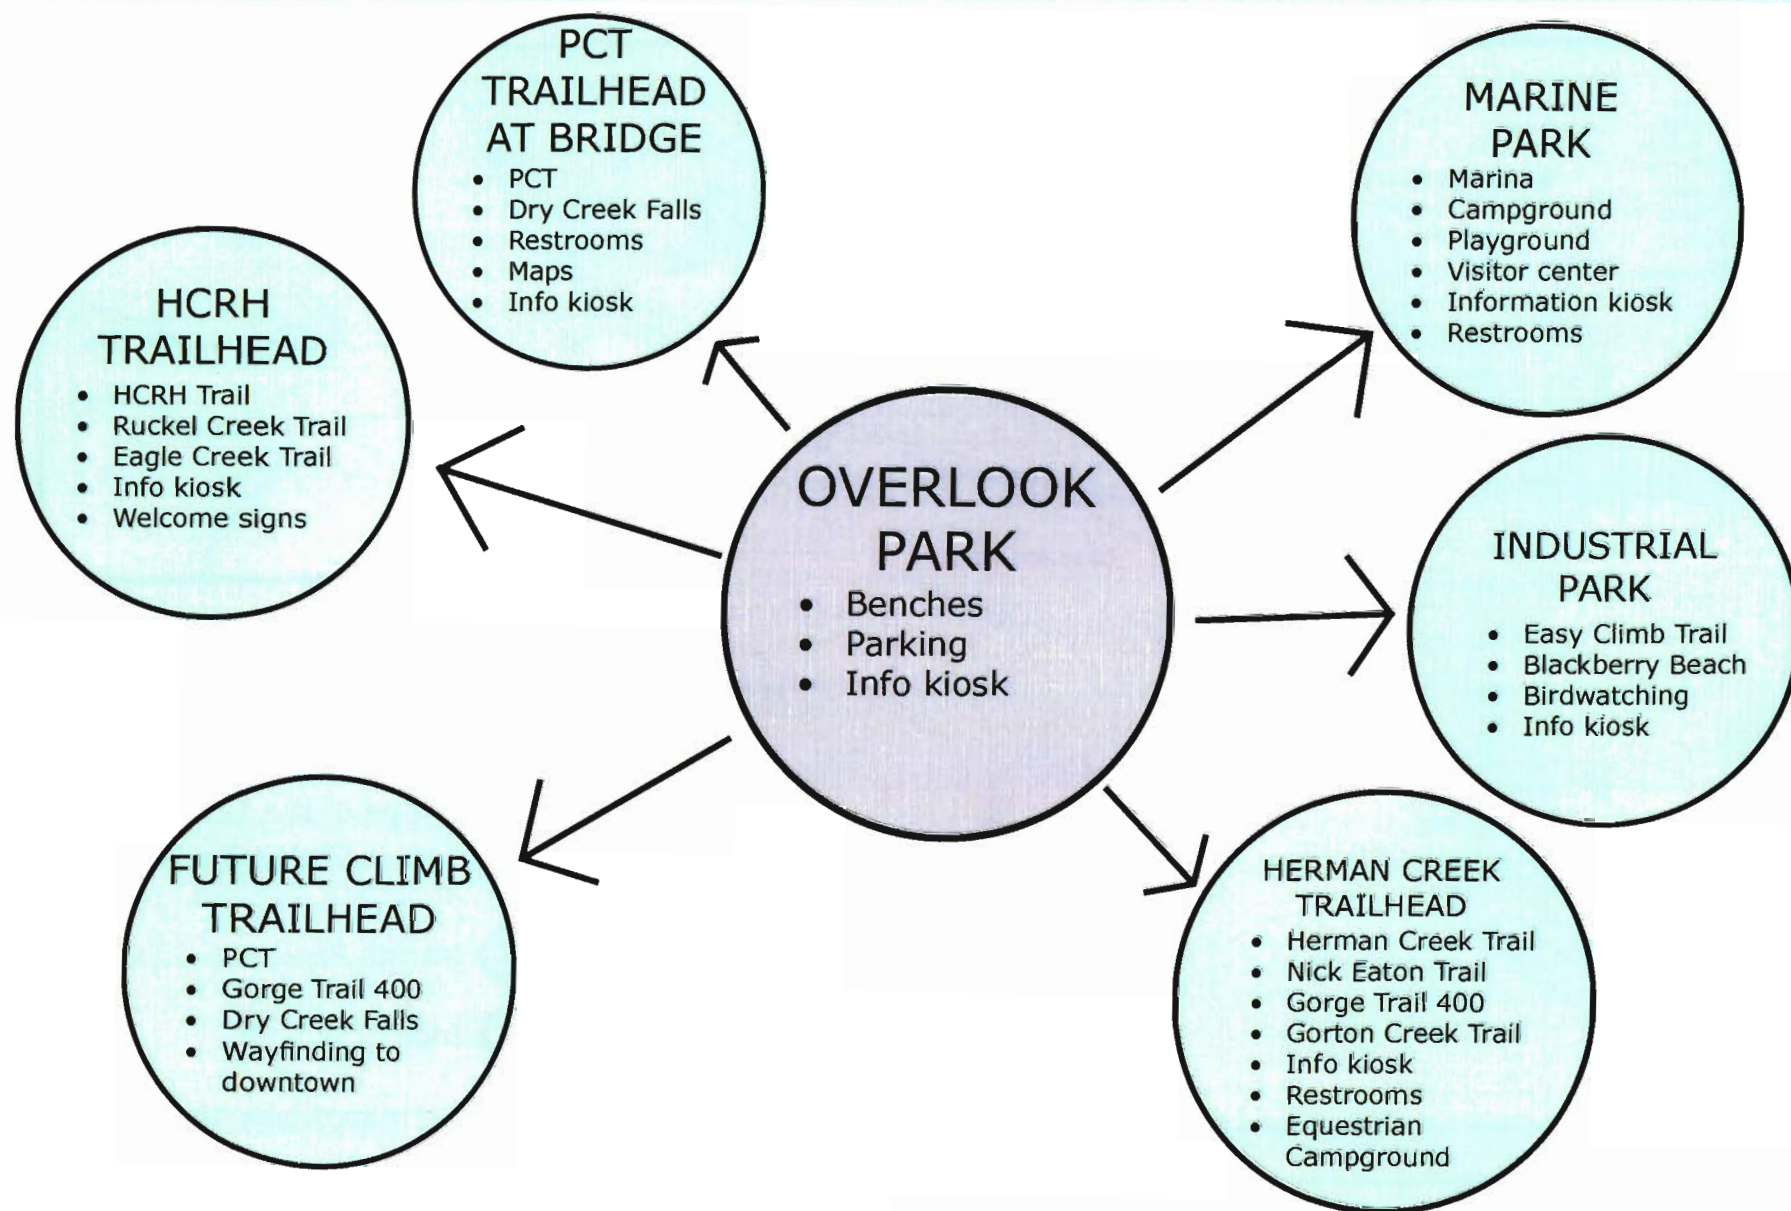 PCT
TRAILHEAD
AT BRIDGE
• PCT
• Dry Creek Falls
• Restrooms
• Maps
• Info kiosk
MARINE
PARK
• Marina
• Campground
• Playground
• Visitor center
• Information kiosk
• Restrooms
HCRH
TRAILHEAD
• HCRH Trail
• Ruckel Creek Trail
• Eagle Creek Trail
• Info kiosk
• Welcome signs
OVERLOOK
PARK
• Benches
• Parking
• Info kiosk
INDUSTRIAL
PARK
• Easy Climb Trail
• Blackberry Beach
• Birdwatching
• Info kiosk
FUTURE CLIMB
TRAILHEAD
• PCT
• Gorge Trail 400
• Dry Creek Falls
• Wayfinding to
downtown
HERMAN CREEK
TRAILHEAD
• Herman Creek Trail
• Nick Eaton Trail
• Gorge Trail 400
• Gorton Creek Trail
• Info kiosk
• Restrooms
• Equestrian
Campground